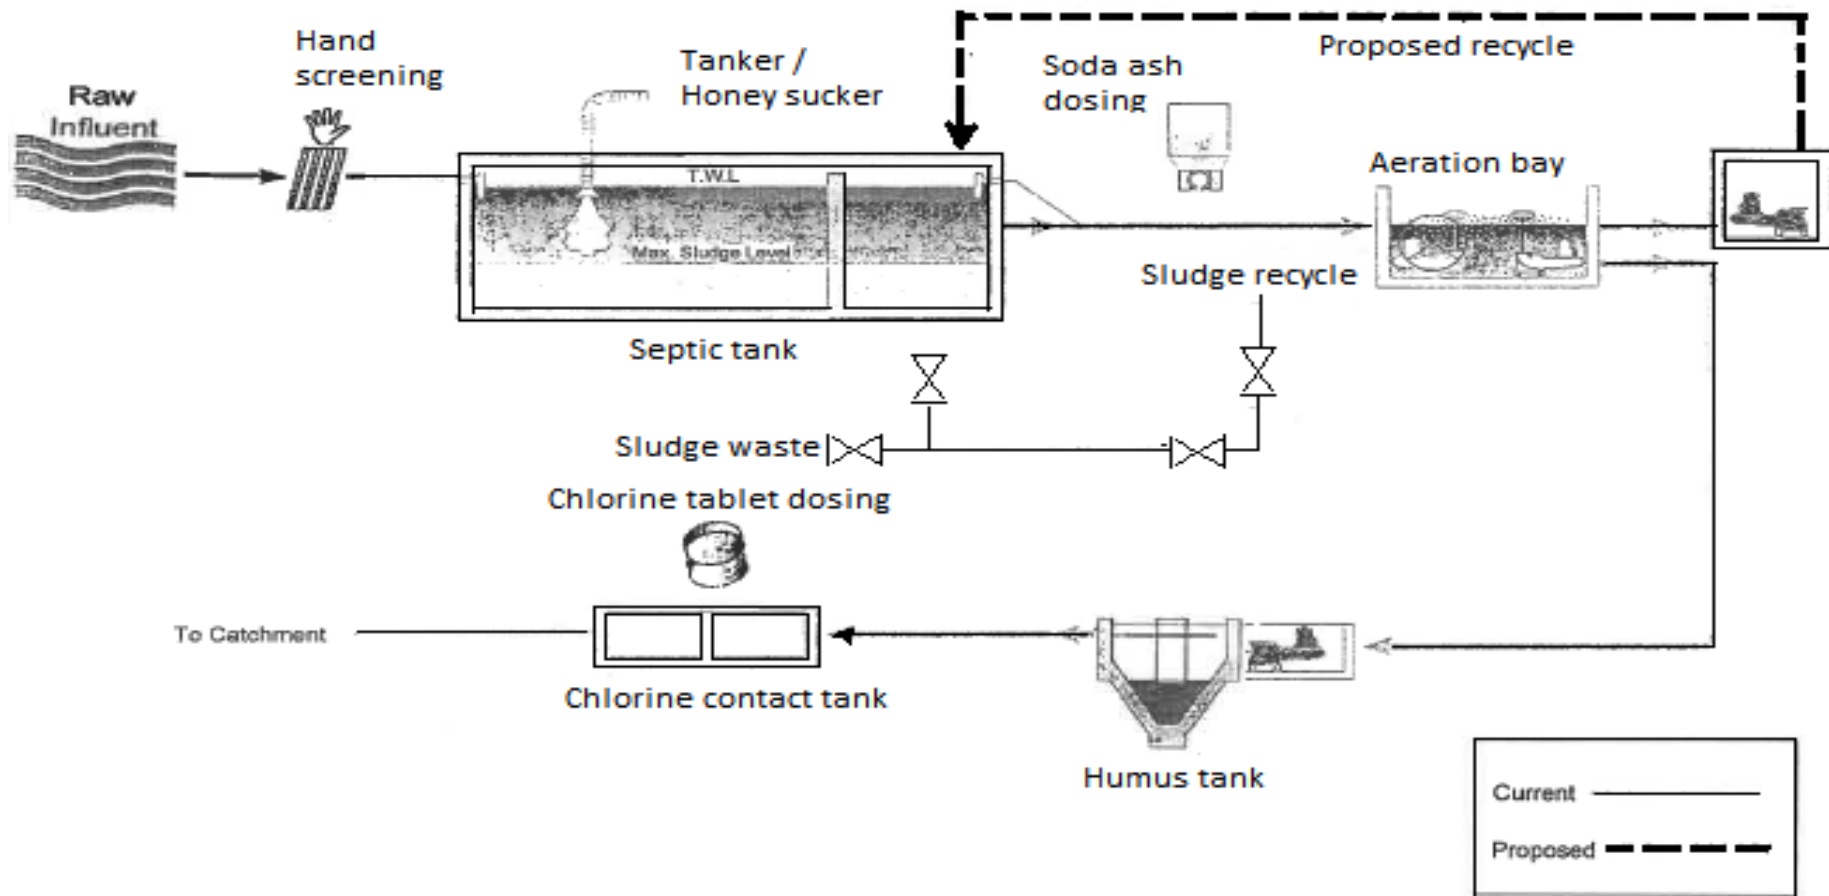 Hand
screening
Raw
Influent
Tanker /
Honey sucker
Proposed recycle
Soda ash
dosing
Aeration bay
T.W.L
Max. Sludge Level
Sludge recycle
Septic tank
Sludge waste
Chlorine tablet dosing
To Catchment
Chlorine contact tank
Humus tank
Current
Proposed